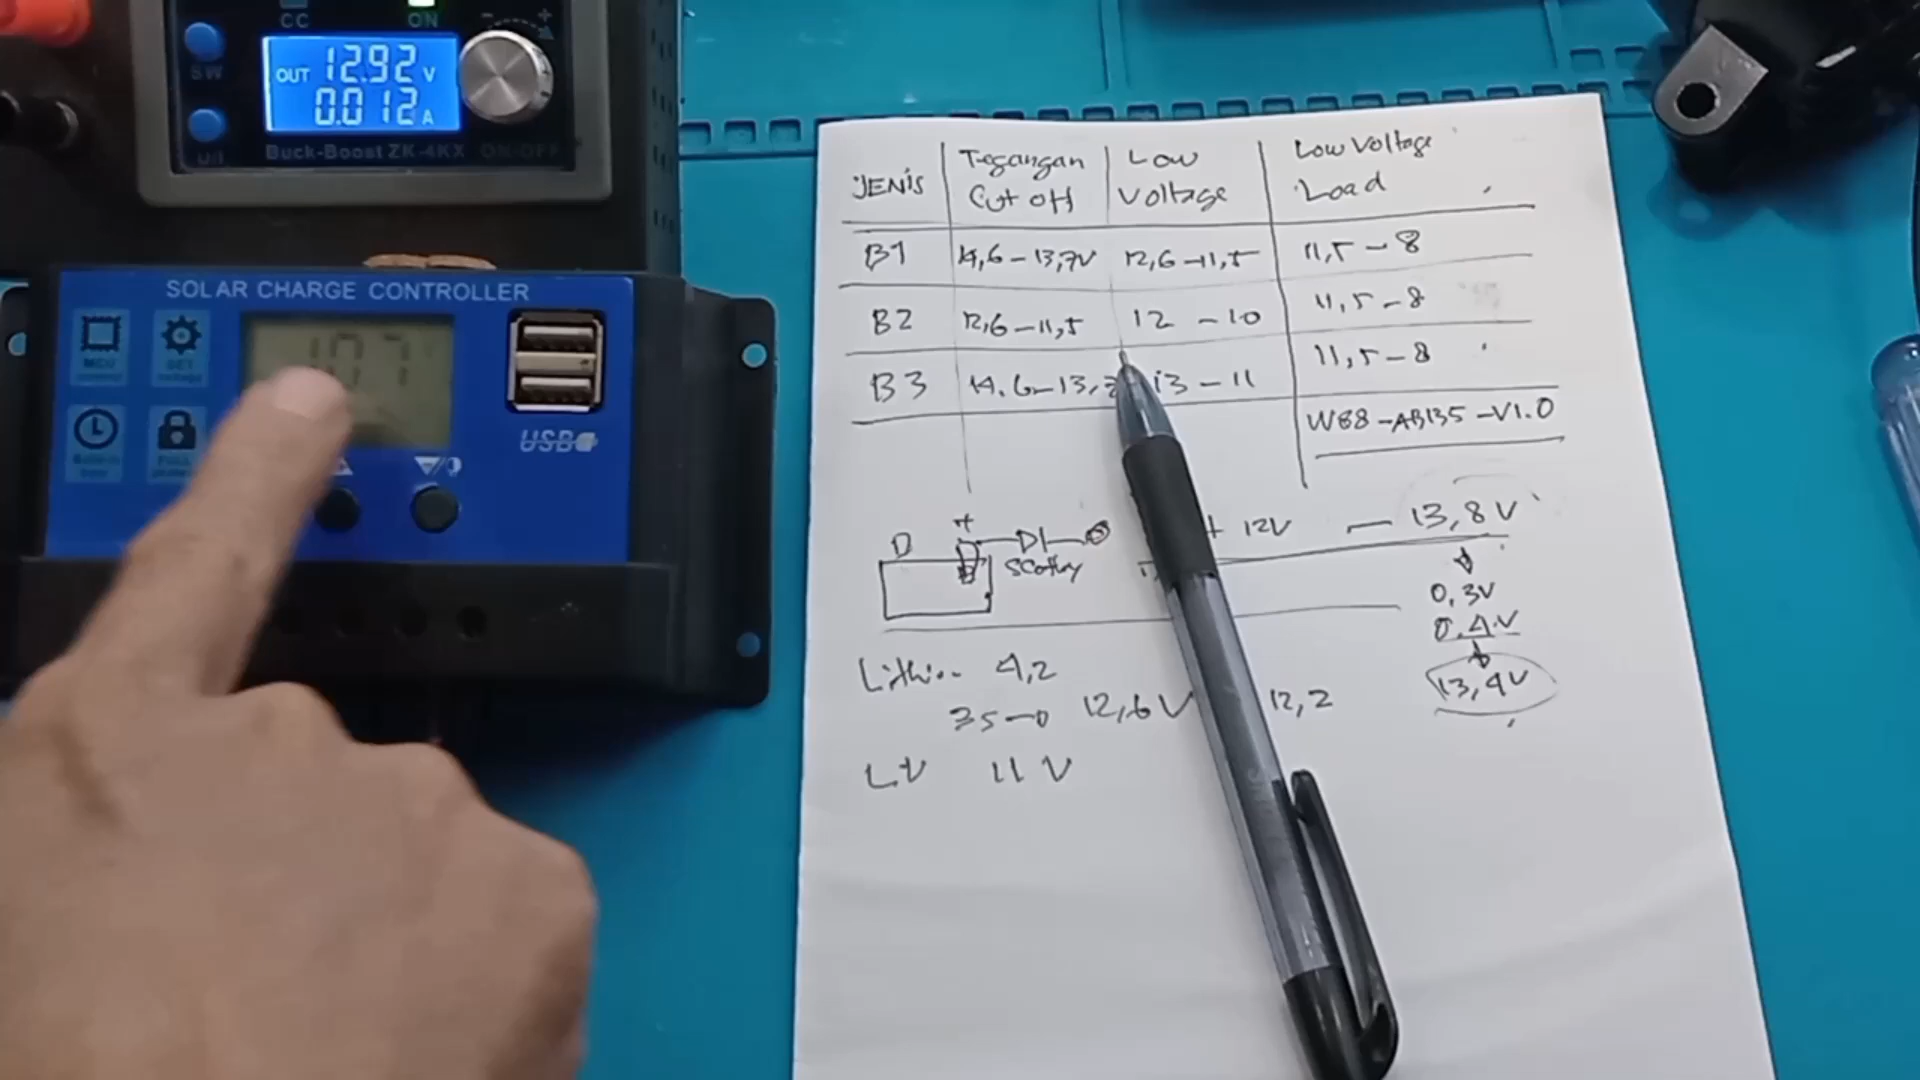 CC ON
SW
OUT 12.92 V
0.012 A
U/I
Buck-Boost ZK-4KX ON/OFF
SOLAR CHARGE CONTROLLER
10.7
USB
JENIS Tegangan Cut off Low Voltage Low Voltage Load
B1 14,6-13,7V 12,6-11,5 11,5-8
B2 12,6-11,5 12 -10 11,5-8
B3 14.6-13, 13-11 11,5-8
W88-AB135-V1.0
D + 12V — 13,8V
0,3V
0.4V
13,4V
4,2
12,6V 12,2
LV 11 V